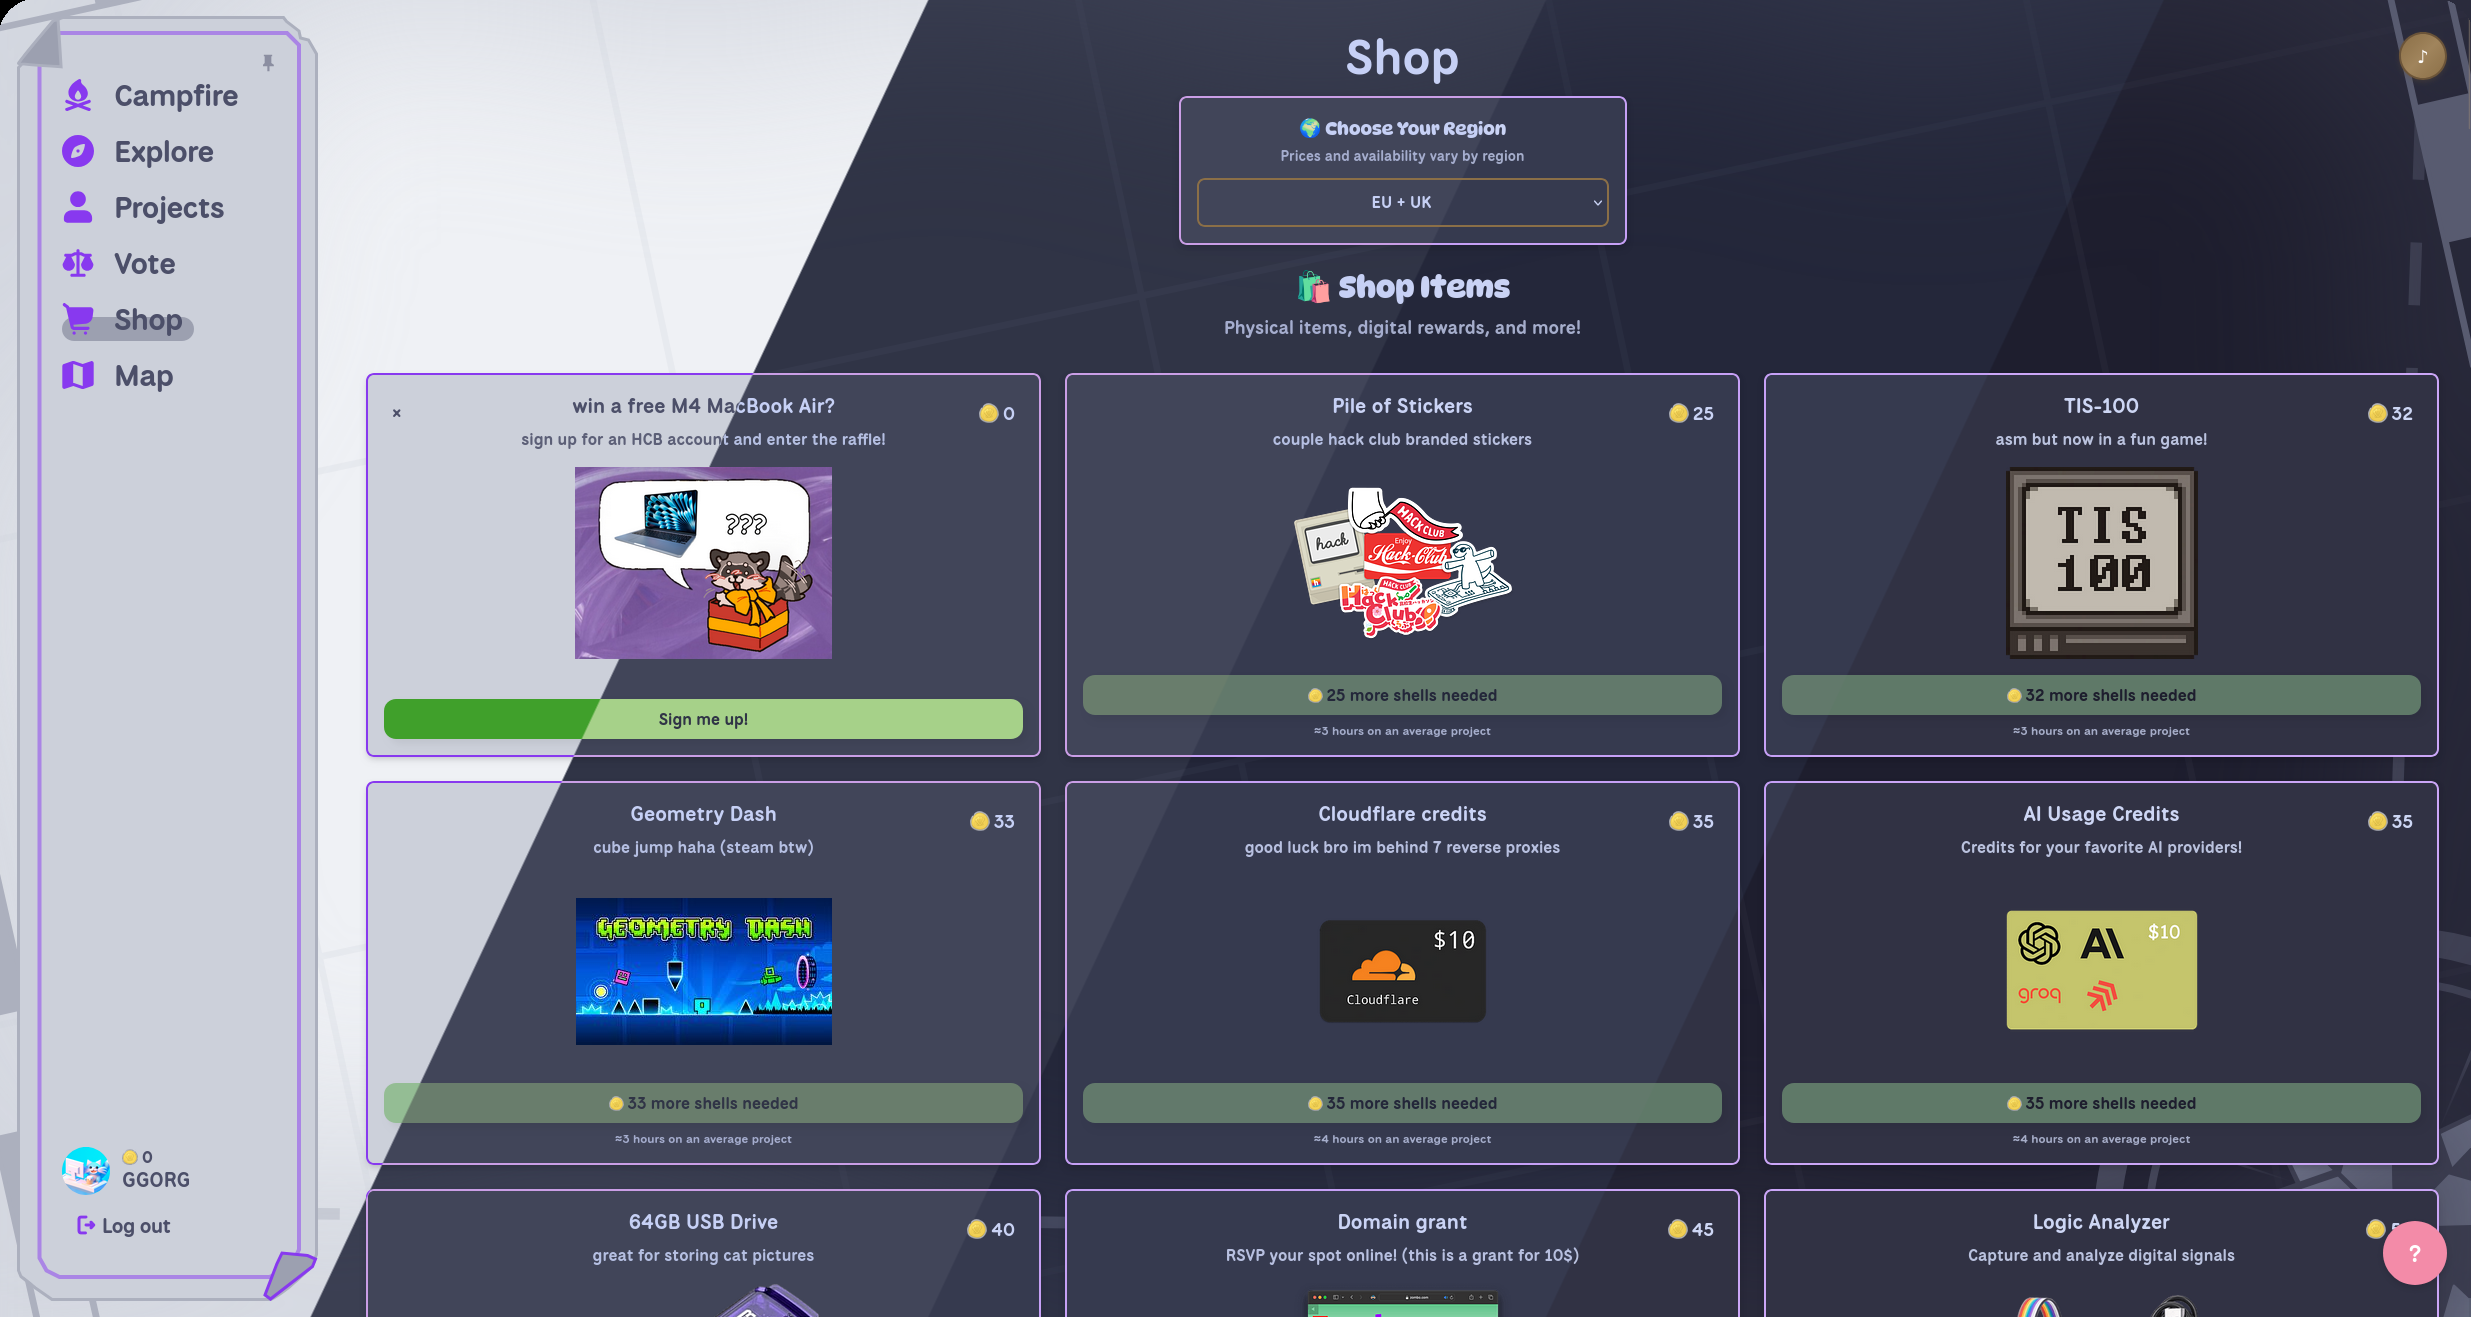 Campfire
Explore
Projects
Vote
Shop
Map
0
GGORG
Log out
Shop
🌍 Choose Your Region
Prices and availability vary by region
EU + UK
🛍️ Shop Items
Physical items, digital rewards, and more!
×
win a free M4 MacBook Air?
0
sign up for an HCB account and enter the raffle!
???
Sign me up!
Pile of Stickers
25
couple hack club branded stickers
hack
HACK CLUB
Enjoy
Hack-Club
HACK CLUB
Hack
Club
25 more shells needed
≈3 hours on an average project
TIS-100
32
asm but now in a fun game!
TIS
100
32 more shells needed
≈3 hours on an average project
Geometry Dash
33
cube jump haha (steam btw)
GEOMETRY DASH
33 more shells needed
≈3 hours on an average project
Cloudflare credits
35
good luck bro im behind 7 reverse proxies
$10
Cloudflare
35 more shells needed
≈4 hours on an average project
AI Usage Credits
35
Credits for your favorite AI providers!
AI
$10
groq
35 more shells needed
≈4 hours on an average project
64GB USB Drive
40
great for storing cat pictures
Domain grant
45
RSVP your spot online! (this is a grant for 10$)
Logic Analyzer
Capture and analyze digital signals
?